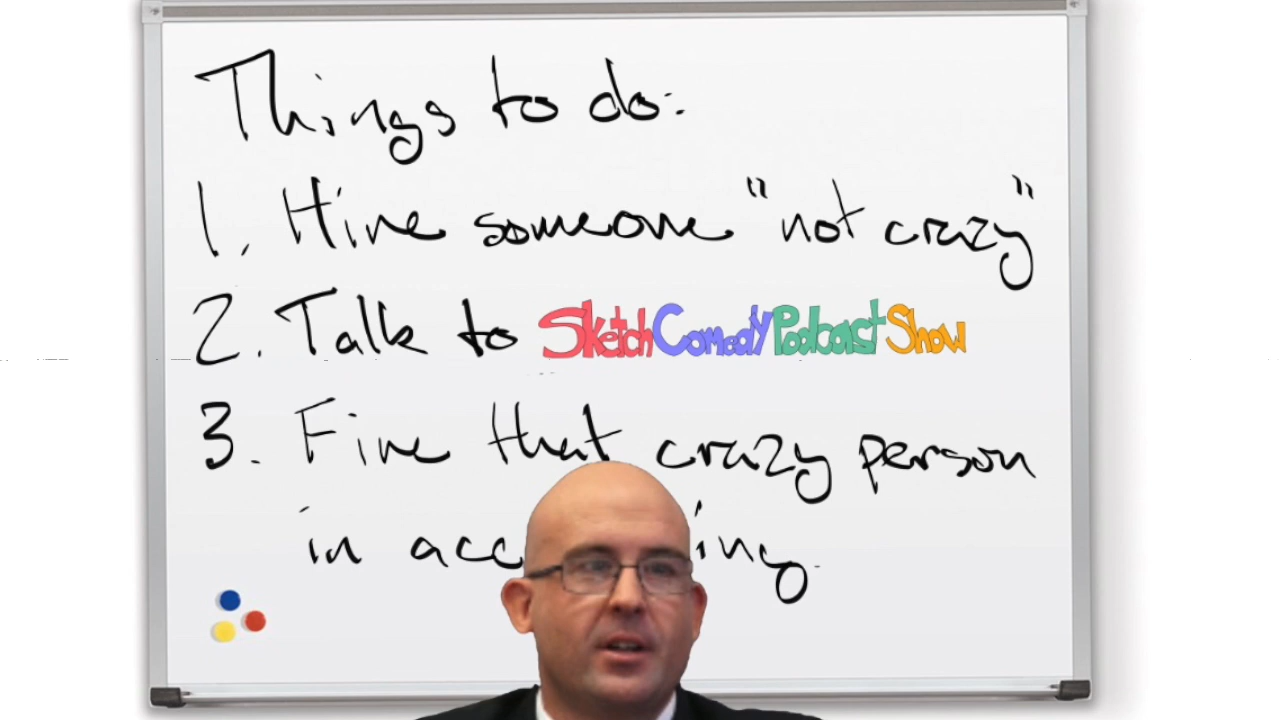 Things to do:
1. Hire someone "not crazy"
2. Talk to SketchComedyPodcastShow
3. Fire that crazy person
in acc ing.